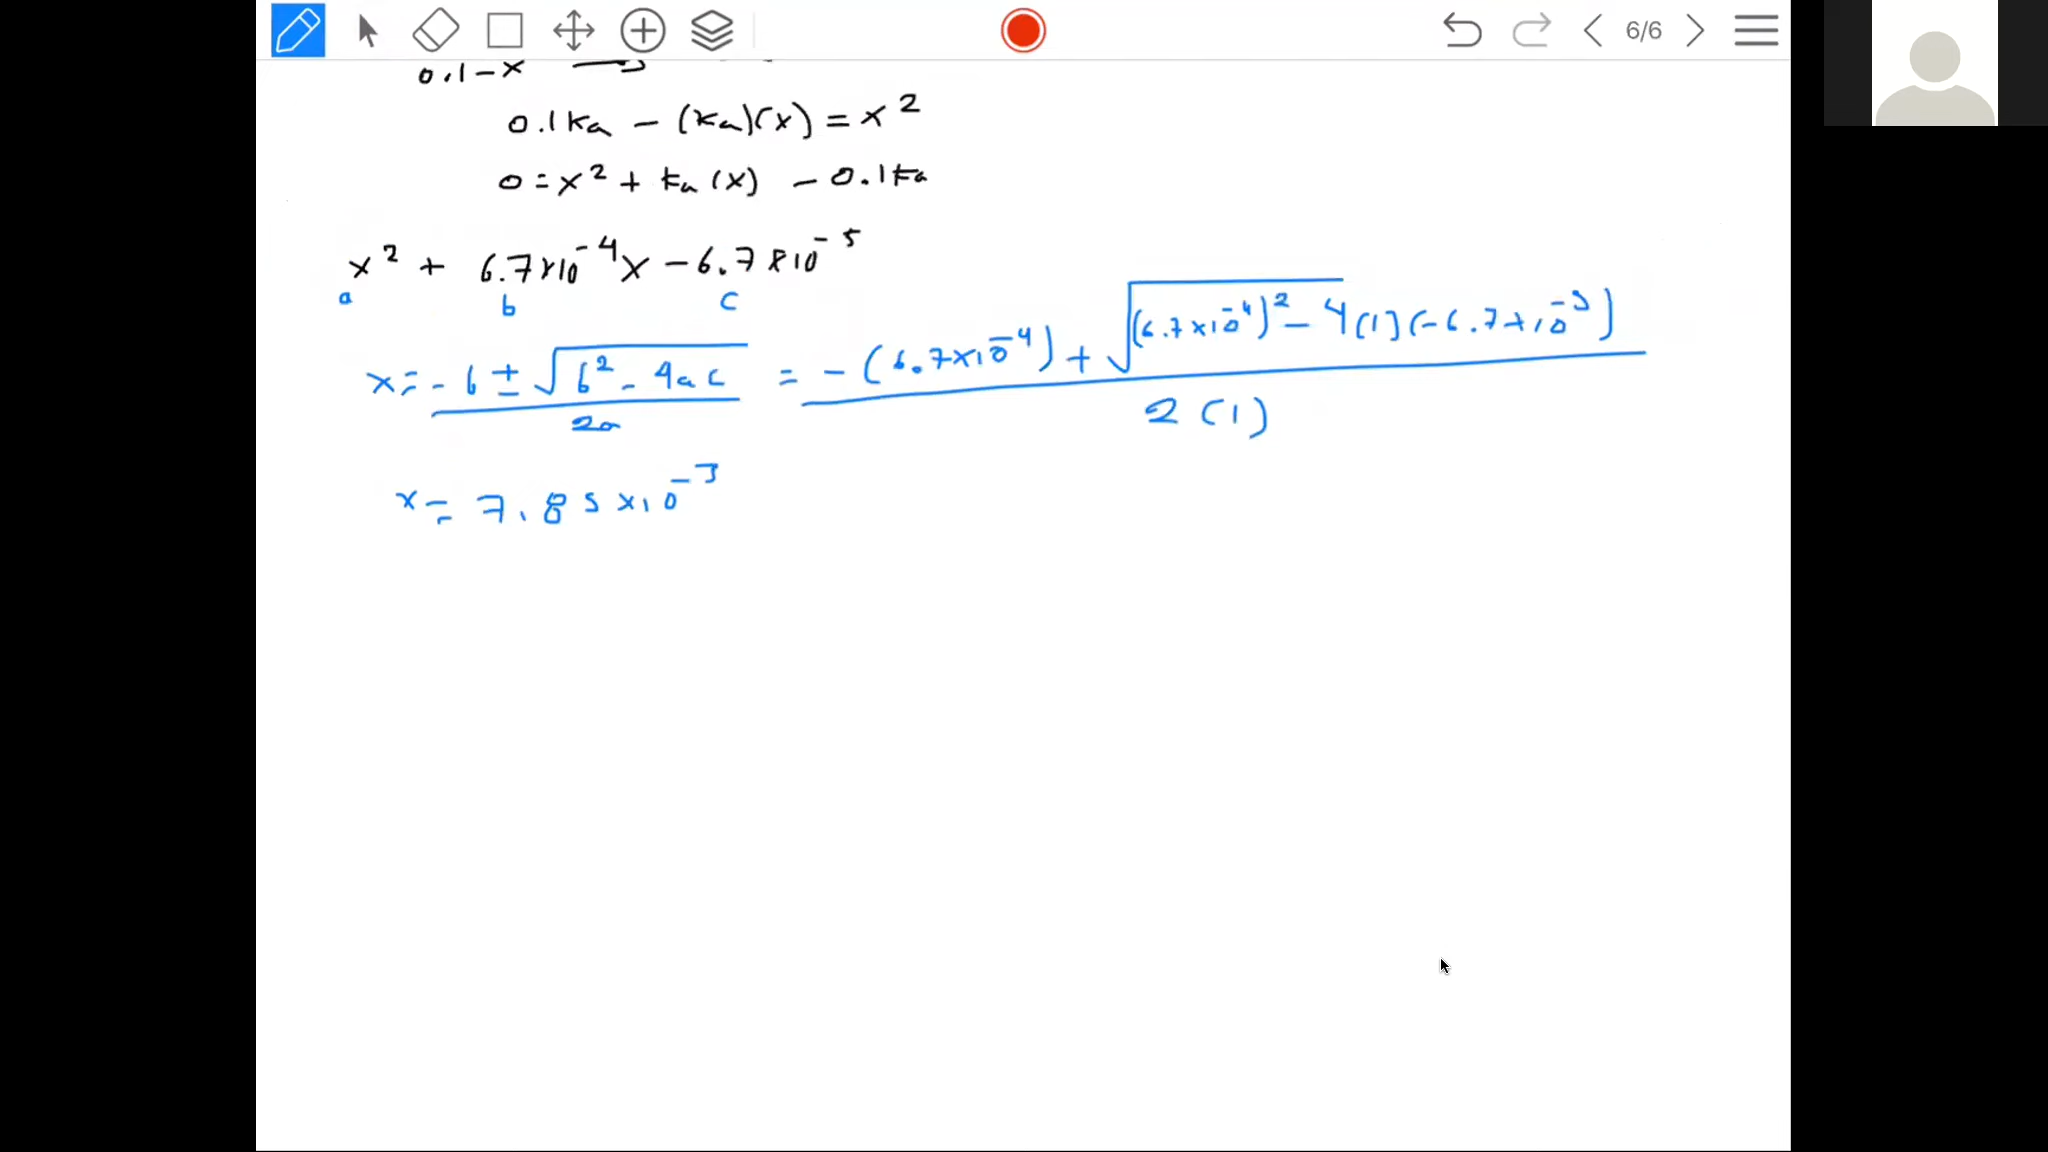 6/6
0.1-x
0.1ka - (ka)(x) = x²
0 = x² + ka (x) - 0.1ka
x² + 6.7x10⁻⁴x - 6.7x10⁻⁵
a b c
x = -b ± √b² - 4ac / 2a = -(6.7x10⁻⁴) + √(6.7x10⁻⁴)² - 4(1)(-6.7x10⁻⁵) / 2(1)
x = 7.85x10⁻³